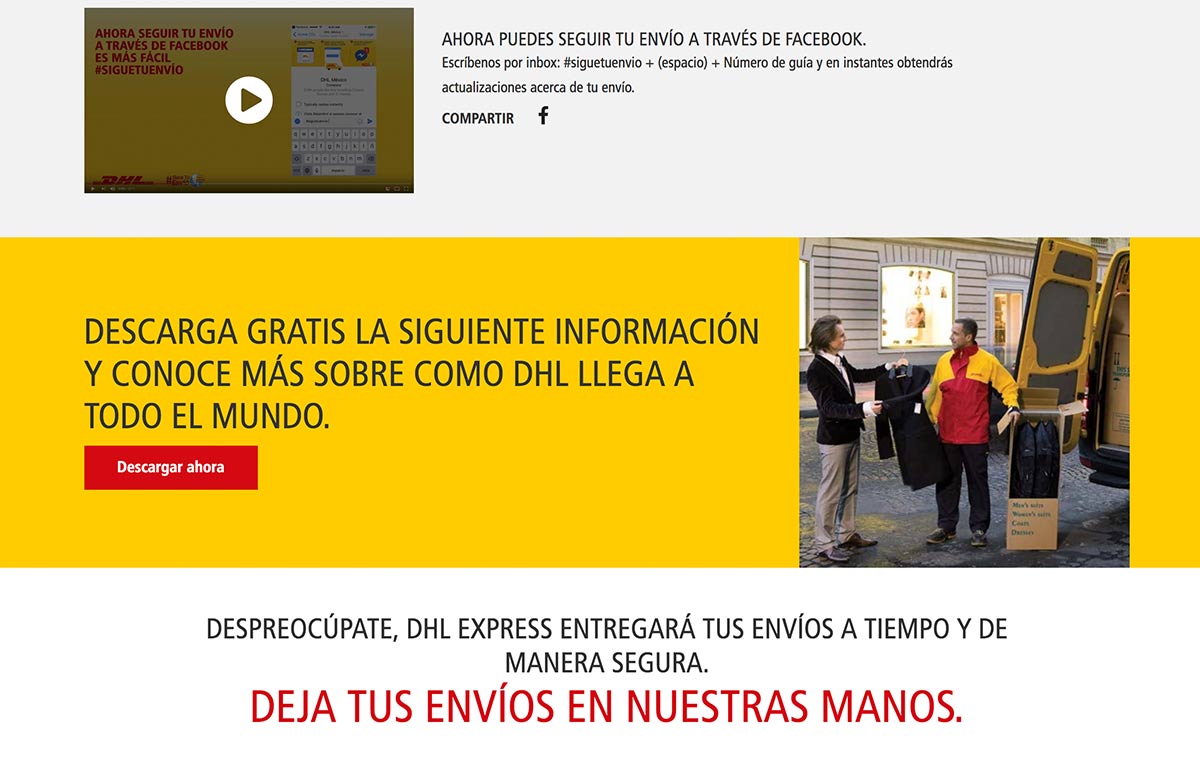 AHORA SEGUIR TU ENVÍO
A TRAVÉS DE FACEBOOK
ES MÁS FÁCIL
#SIGUETUENVÍO
DHL México
DHL
AHORA PUEDES SEGUIR TU ENVÍO A TRAVÉS DE FACEBOOK.
Escríbenos por inbox: #siguetuenvio + (espacio) + Número de guía y en instantes obtendrás
actualizaciones acerca de tu envío.
COMPARTIR
DESCARGA GRATIS LA SIGUIENTE INFORMACIÓN
Y CONOCE MÁS SOBRE COMO DHL LLEGA A
TODO EL MUNDO.
Descargar ahora
MEN'S SUITS
WOMEN'S SUITS
COATS
DRESSES
DESPREOCÚPATE, DHL EXPRESS ENTREGARÁ TUS ENVÍOS A TIEMPO Y DE
MANERA SEGURA.
DEJA TUS ENVÍOS EN NUESTRAS MANOS.